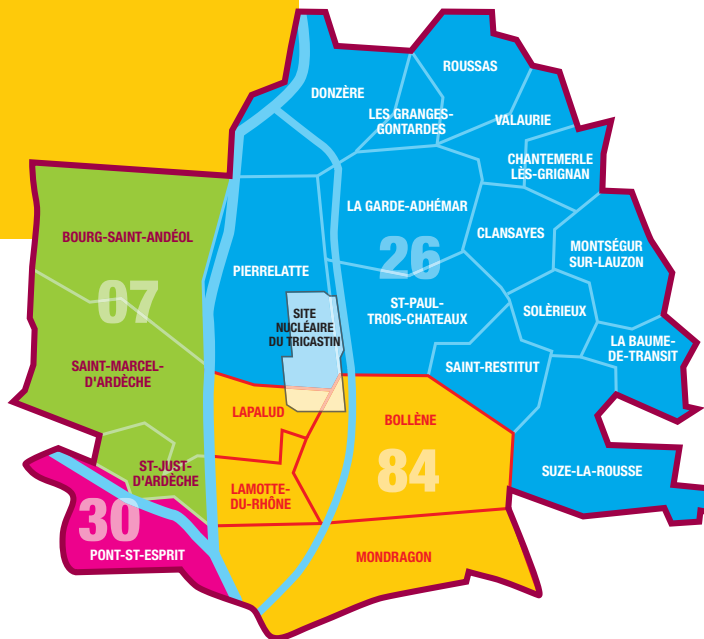 ROUSSAS
DONZÈRE
LES GRANGES-
GONTARDES
VALAURIE
CHANTEMERLE
LÈS-GRIGNAN
LA GARDE-ADHÉMAR
CLANSAYES
BOURG-SAINT-ANDÉOL
26
MONTSÉGUR
SUR-LAUZON
PIERRELATTE
07
ST-PAUL-
TROIS-CHATEAUX
SOLÈRIEUX
SITE
NUCLÉAIRE
DU TRICASTIN
LA BAUME-
DE-TRANSIT
SAINT-MARCEL-
D'ARDÈCHE
SAINT-RESTITUT
LAPALUD
BOLLÈNE
84
ST-JUST-
D'ARDÈCHE
SUZE-LA-ROUSSE
LAMOTTE-
DU-RHÔNE
30
PONT-ST-ESPRIT
MONDRAGON